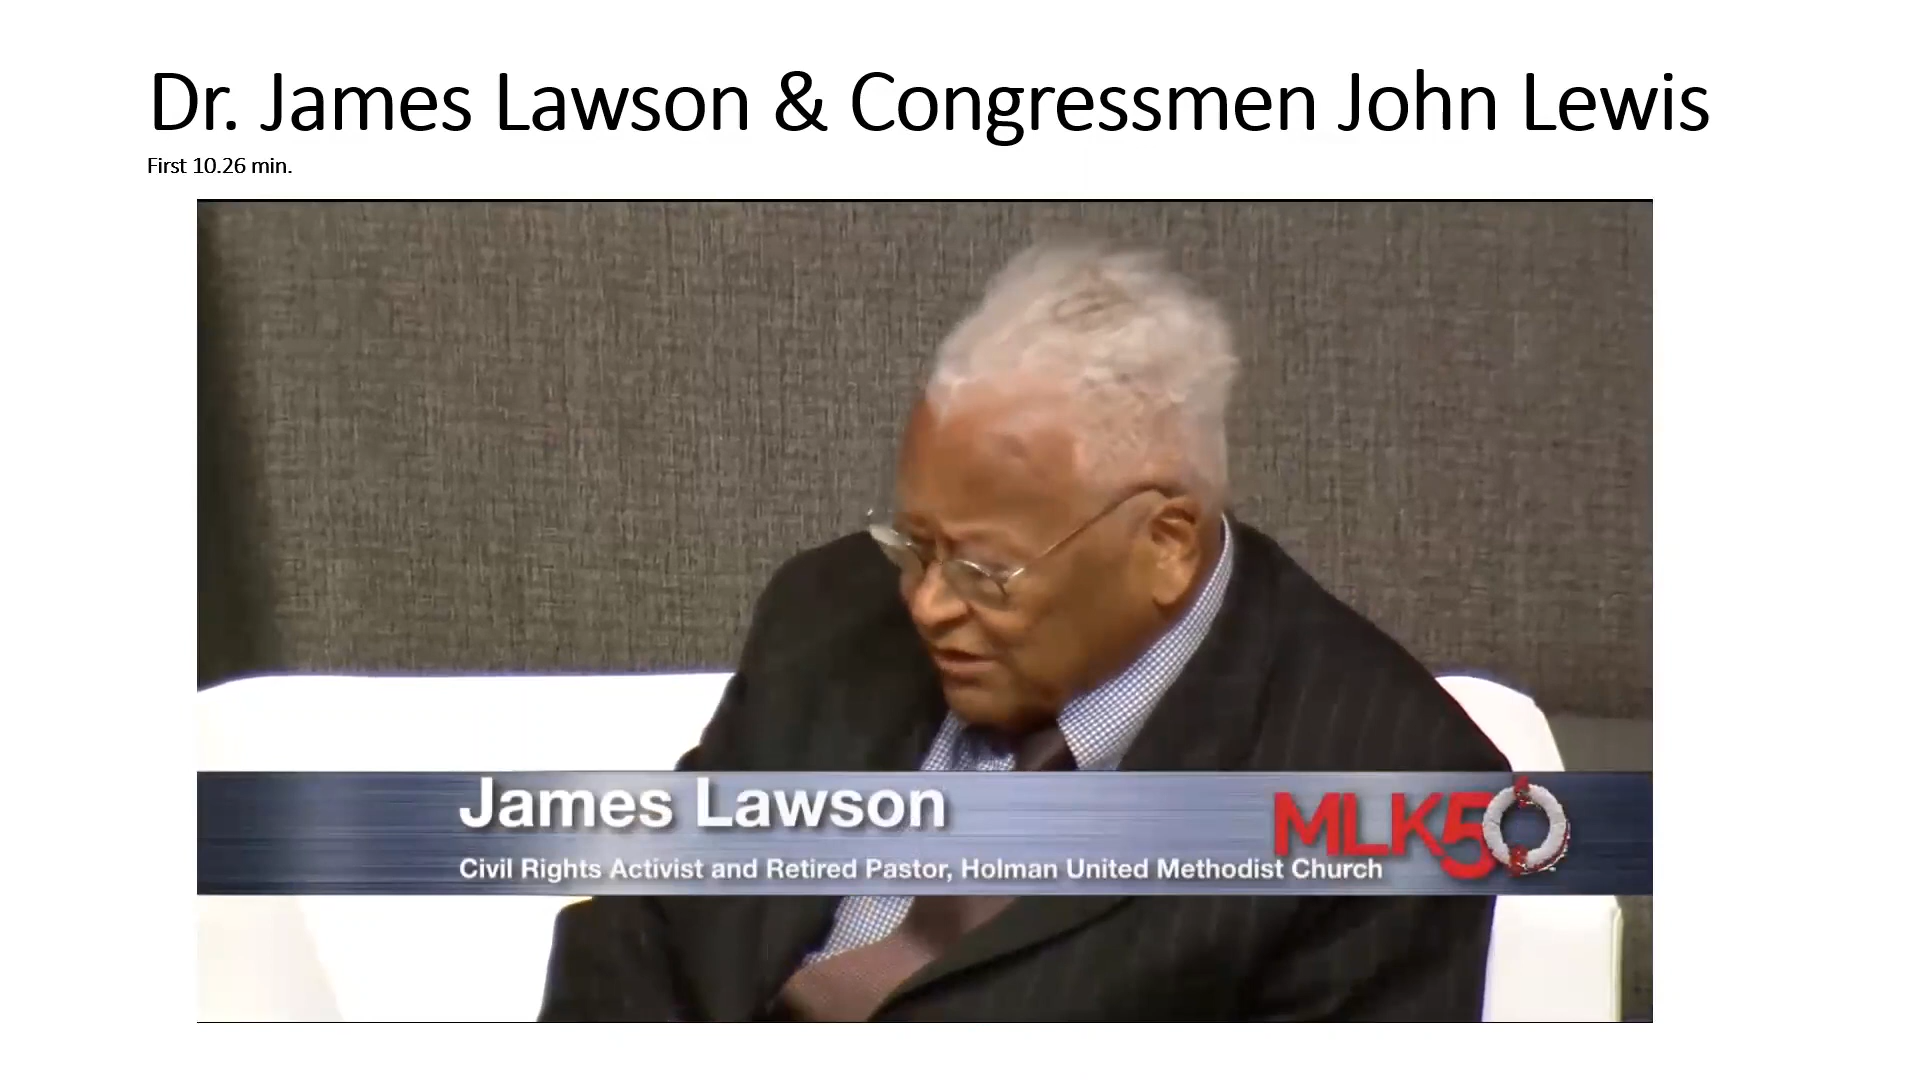 Dr. James Lawson & Congressmen John Lewis
First 10.26 min.
James Lawson
MLK50
Civil Rights Activist and Retired Pastor, Holman United Methodist Church